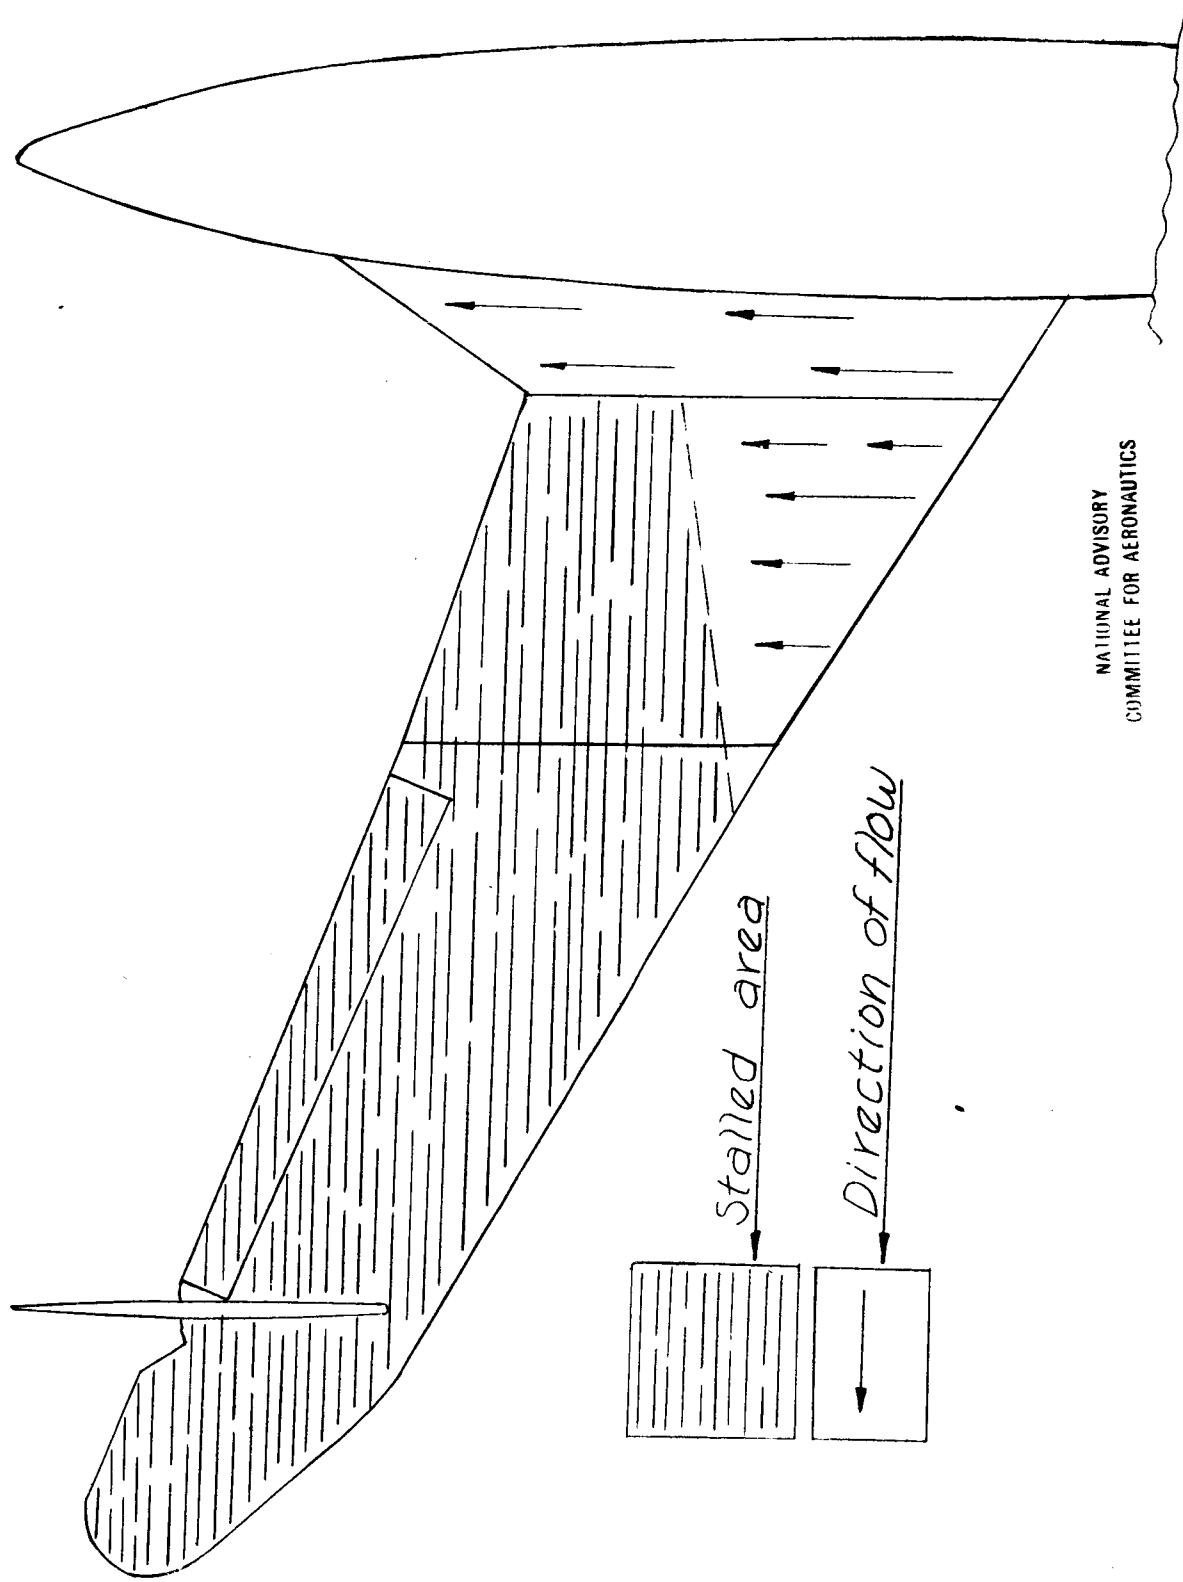 NATIONAL ADVISORY
COMMITTEE FOR AERONAUTICS
Stalled area
Direction of flow